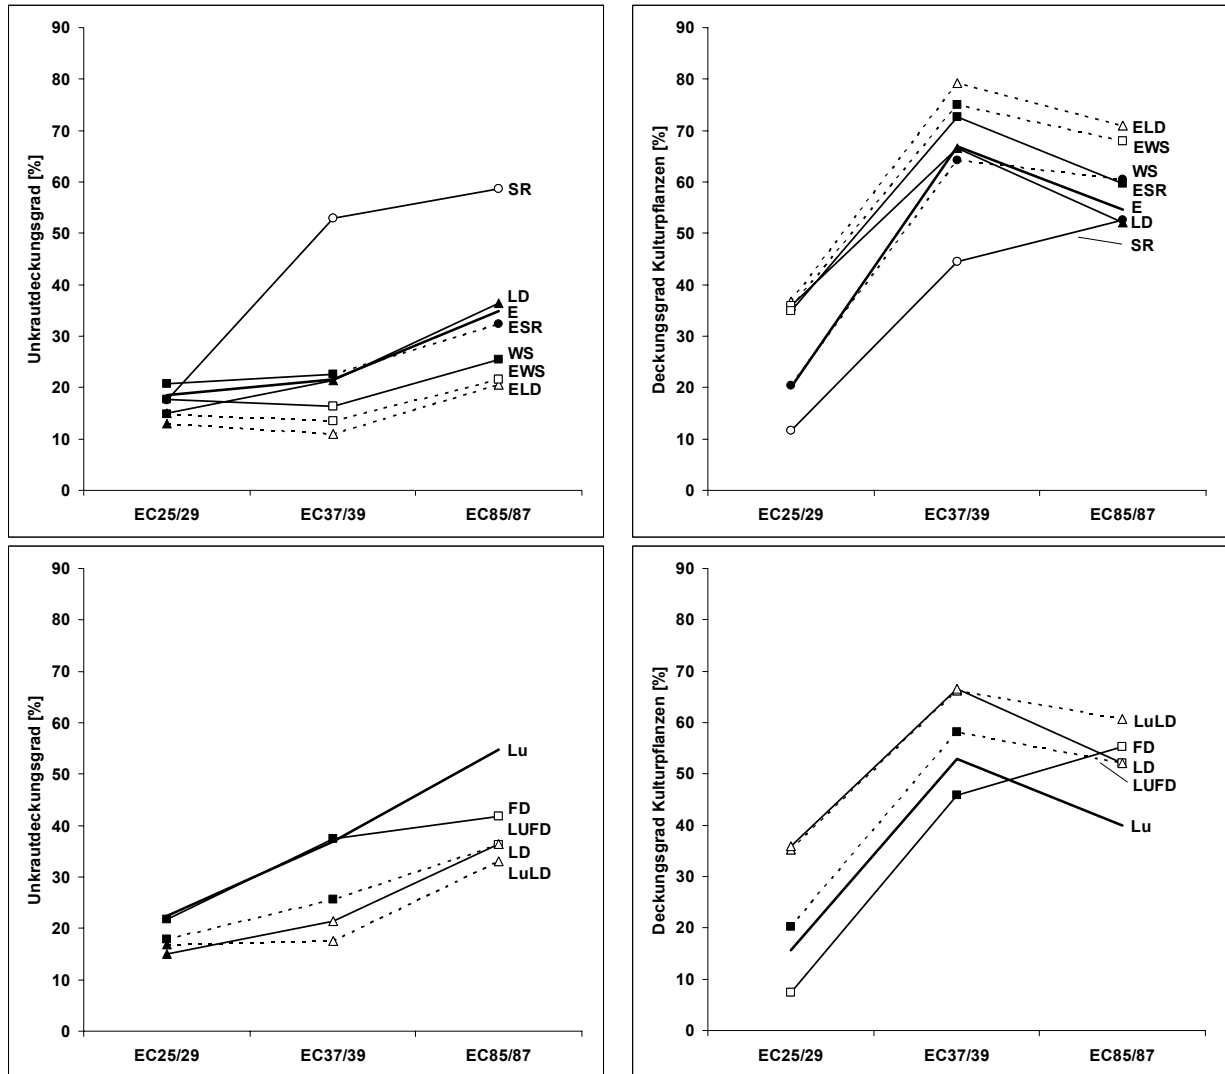 Unkrautdeckungsgrad [%]
90
80
70
60
50
40
30
20
10
0
EC25/29 EC37/39 EC85/87
SR
LD
E
ESR
WS
EWS
ELD
Deckungsgrad Kulturpflanzen [%]
90
80
70
60
50
40
30
20
10
0
EC25/29 EC37/39 EC85/87
ELD
EWS
WS
ESR
E
LD
SR
Unkrautdeckungsgrad [%]
90
80
70
60
50
40
30
20
10
0
EC25/29 EC37/39 EC85/87
Lu
FD
LUFD
LD
LuLD
Deckungsgrad Kulturpflanzen [%]
90
80
70
60
50
40
30
20
10
0
EC25/29 EC37/39 EC85/87
LuLD
FD
LD
LUFD
Lu